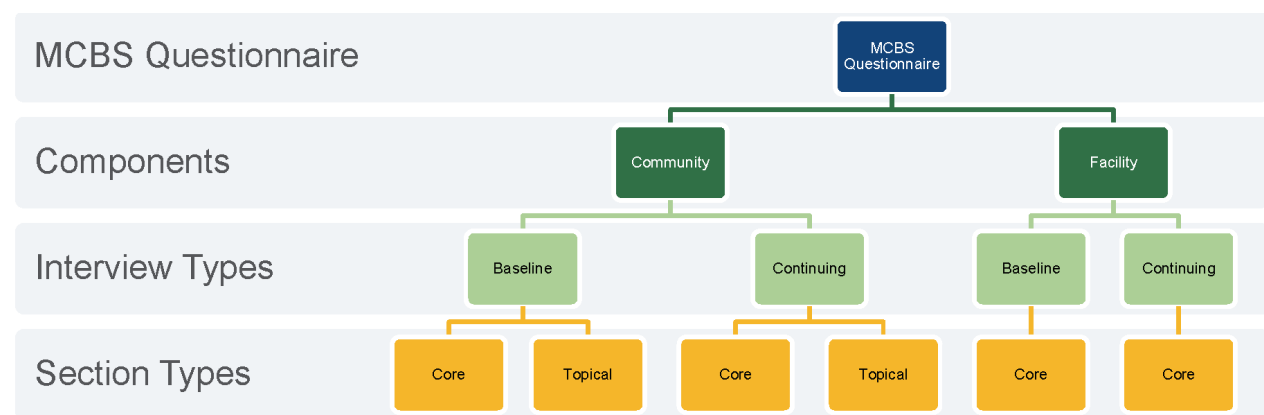 MCBS Questionnaire
MCBS
Questionnaire
Components
Community
Facility
Interview Types
Baseline
Continuing
Baseline
Continuing
Section Types
Core
Topical
Core
Topical
Core
Core